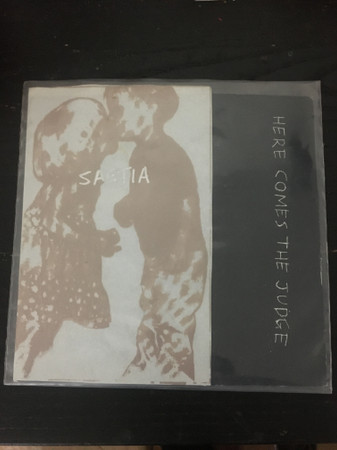 SAETIA
HERE COMES THE JUDGE